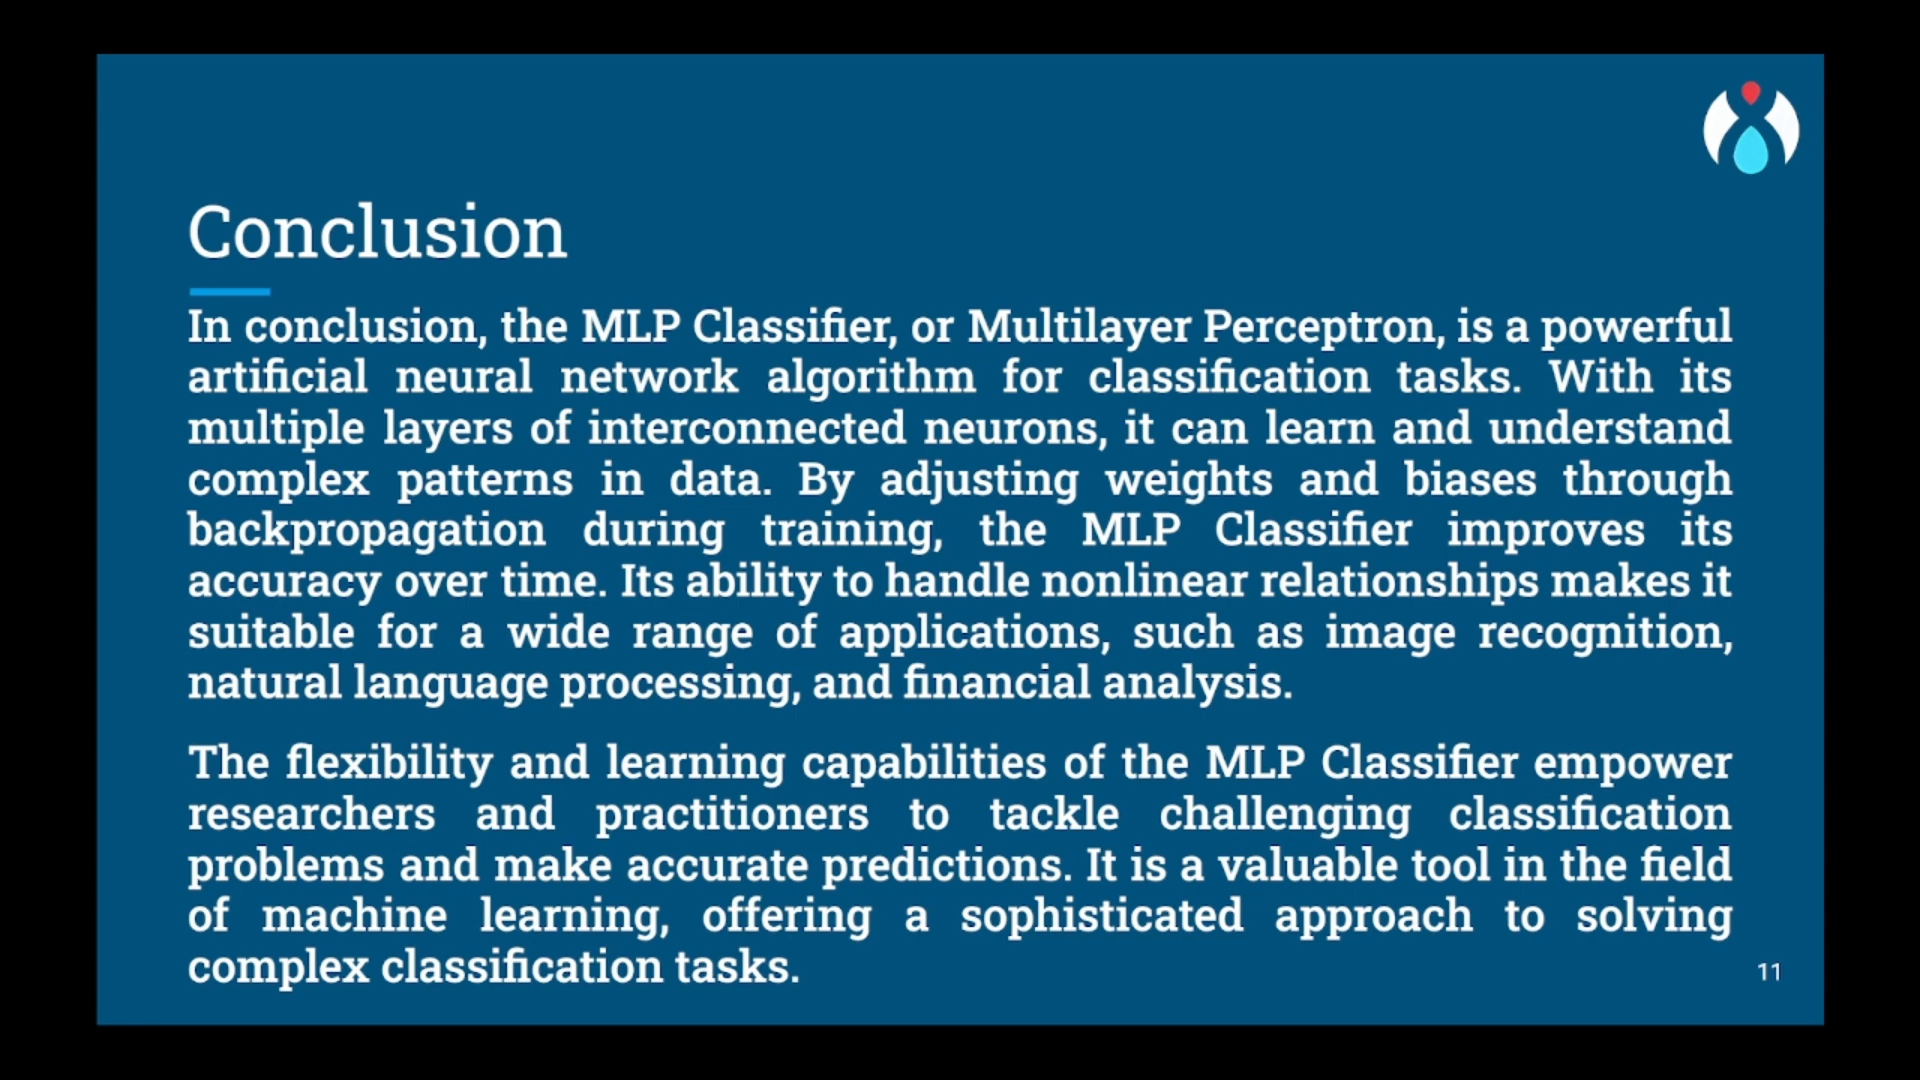 Conclusion
In conclusion, the MLP Classifier, or Multilayer Perceptron, is a powerful
artificial neural network algorithm for classification tasks. With its
multiple layers of interconnected neurons, it can learn and understand
complex patterns in data. By adjusting weights and biases through
backpropagation during training, the MLP Classifier improves its
accuracy over time. Its ability to handle nonlinear relationships makes it
suitable for a wide range of applications, such as image recognition,
natural language processing, and financial analysis.
The flexibility and learning capabilities of the MLP Classifier empower
researchers and practitioners to tackle challenging classification
problems and make accurate predictions. It is a valuable tool in the field
of machine learning, offering a sophisticated approach to solving
complex classification tasks.
11